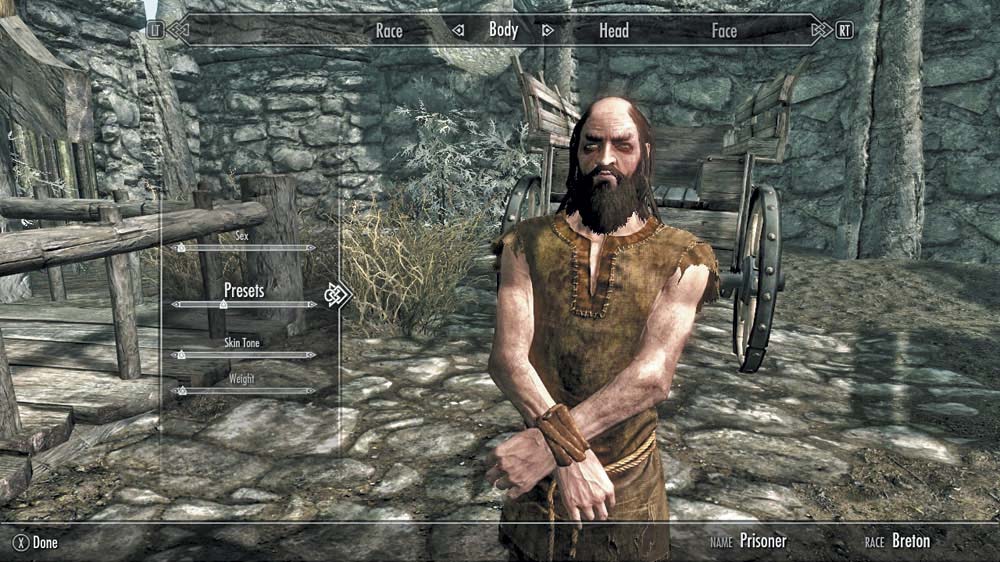 LT Race Body Head Face RT
Sex
Presets
Skin Tone
Weight
X Done NAME Prisoner RACE Breton